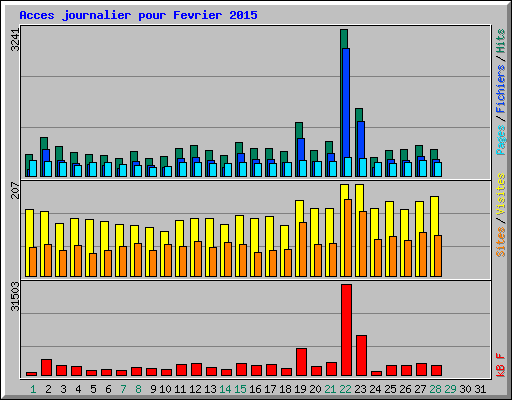 Acces journalier pour Fevrier 2015
3241
Pages / Fichiers / Hits
207
Sites / Visites
31503
kB F
1 2 3 4 5 6 7 8 9 10 11 12 13 14 15 16 17 18 19 20 21 22 23 24 25 26 27 28 29 30 31